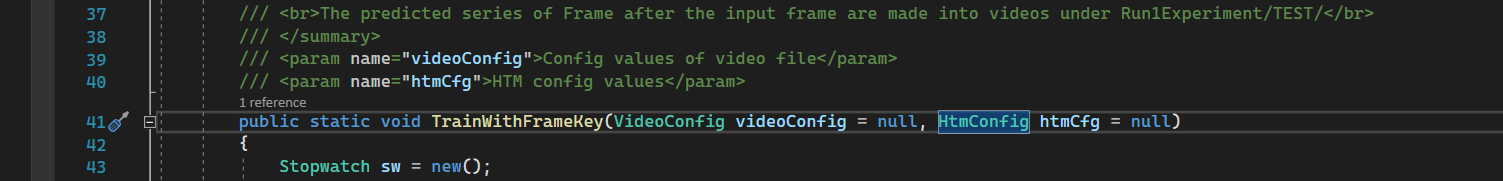 37 /// <br>The predicted series of Frame after the input frame are made into videos under Run1Experiment/TEST/</br>
38 /// </summary>
39 /// <param name="videoConfig">Config values of video file</param>
40 /// <param name="htmCfg">HTM config values</param>
1 reference
41 public static void TrainWithFrameKey(VideoConfig videoConfig = null, HtmConfig htmCfg = null)
42 {
43 Stopwatch sw = new();